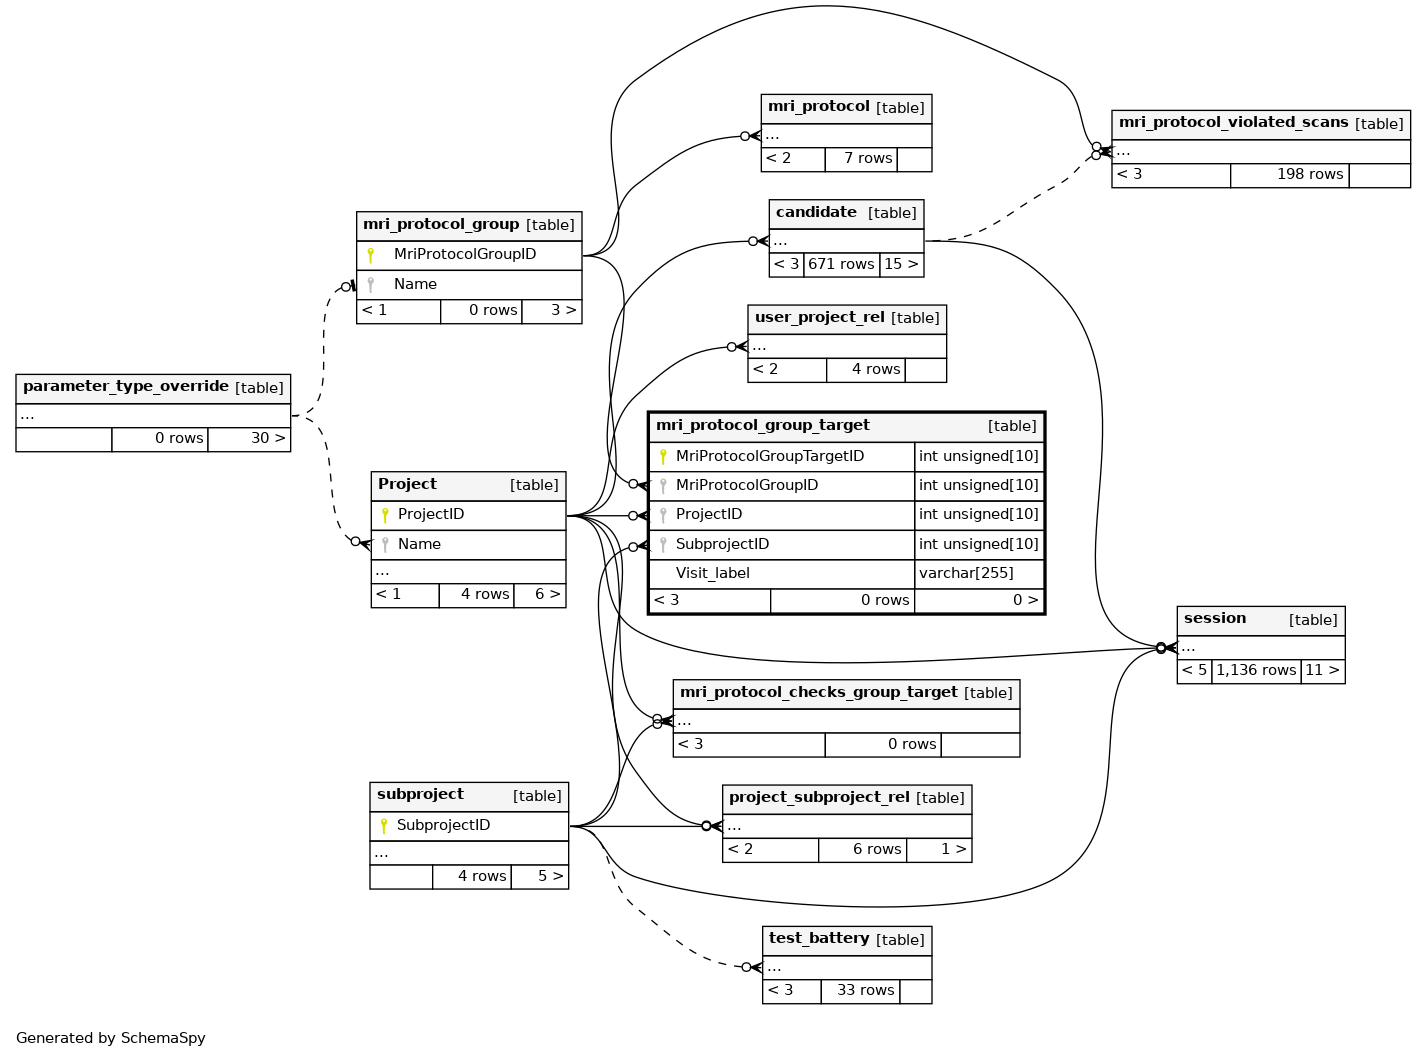 mri_protocol [table]
...
< 2 7 rows
mri_protocol_violated_scans [table]
...
< 3 198 rows
candidate [table]
...
< 3 671 rows 15 >
mri_protocol_group [table]
MriProtocolGroupID
Name
< 1 0 rows 3 >
user_project_rel [table]
...
< 2 4 rows
parameter_type_override [table]
...
0 rows 30 >
mri_protocol_group_target [table]
MriProtocolGroupTargetID int unsigned[10]
MriProtocolGroupID int unsigned[10]
ProjectID int unsigned[10]
SubprojectID int unsigned[10]
Visit_label varchar[255]
< 3 0 rows 0 >
Project [table]
ProjectID
Name
...
< 1 4 rows 6 >
session [table]
...
< 5 1,136 rows 11 >
mri_protocol_checks_group_target [table]
...
< 3 0 rows
subproject [table]
SubprojectID
...
4 rows 5 >
project_subproject_rel [table]
...
< 2 6 rows 1 >
test_battery [table]
...
< 3 33 rows
Generated by SchemaSpy